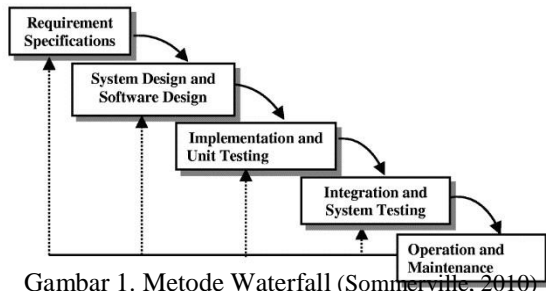 Requirement
Specifications
System Design and
Software Design
Implementation and
Unit Testing
Integration and
System Testing
Operation and
Maintenance
Gambar 1. Metode Waterfall (Sommerville, 2010)